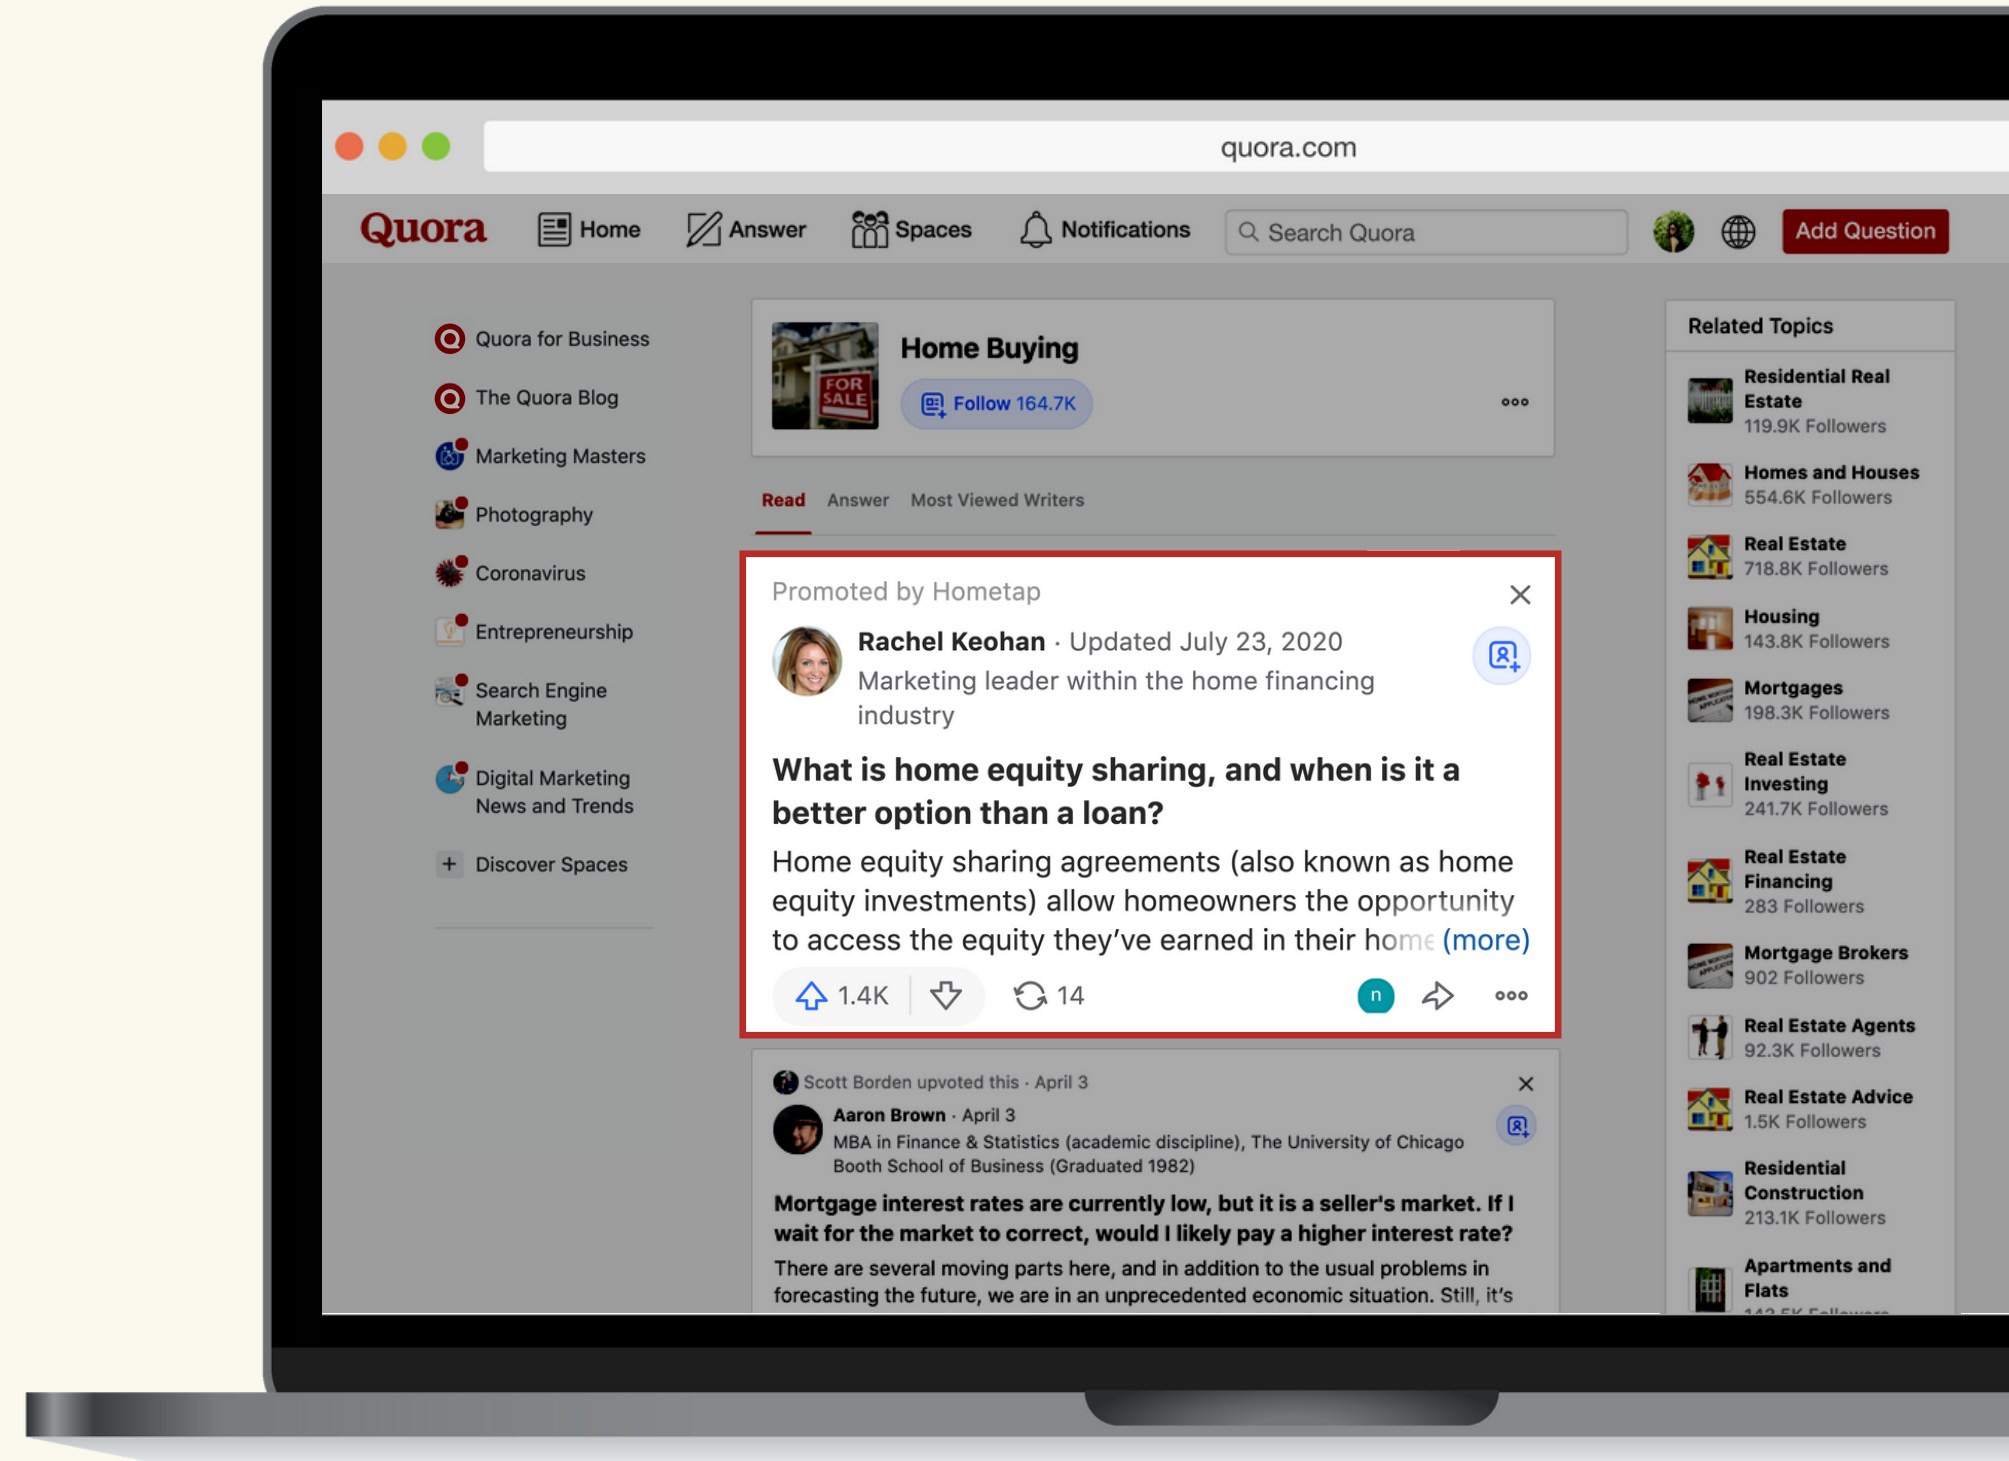 quora.com
Quora
Home
Answer
Spaces
Notifications
Search Quora
Add Question
Quora for Business
The Quora Blog
Marketing Masters
Photography
Coronavirus
Entrepreneurship
Search Engine
Marketing
Digital Marketing
News and Trends
+ Discover Spaces
FOR
SALE
Home Buying
Follow 164.7K
Read
Answer
Most Viewed Writers
Promoted by Hometap
Rachel Keohan · Updated July 23, 2020
Marketing leader within the home financing
industry
What is home equity sharing, and when is it a
better option than a loan?
Home equity sharing agreements (also known as home
equity investments) allow homeowners the opportunity
to access the equity they've earned in their home (more)
1.4K
14
n
Scott Borden upvoted this · April 3
Aaron Brown · April 3
MBA in Finance & Statistics (academic discipline), The University of Chicago
Booth School of Business (Graduated 1982)
Mortgage interest rates are currently low, but it is a seller's market. If I
wait for the market to correct, would I likely pay a higher interest rate?
There are several moving parts here, and in addition to the usual problems in
forecasting the future, we are in an unprecedented economic situation. Still, it's
Related Topics
Residential Real
Estate
119.9K Followers
Homes and Houses
554.6K Followers
Real Estate
718.8K Followers
Housing
143.8K Followers
Mortgages
198.3K Followers
Real Estate
Investing
241.7K Followers
Real Estate
Financing
283 Followers
Mortgage Brokers
902 Followers
Real Estate Agents
92.3K Followers
Real Estate Advice
1.5K Followers
Residential
Construction
213.1K Followers
Apartments and
Flats